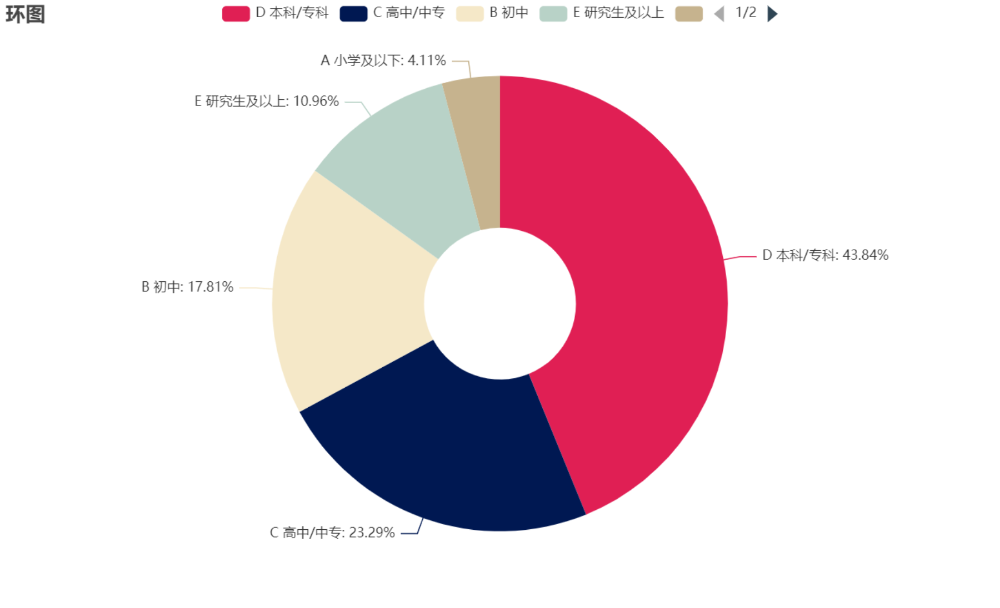 环图
D 本科/专科
C 高中/中专
B 初中
E 研究生及以上
1/2
A 小学及以下: 4.11%
E 研究生及以上: 10.96%
D 本科/专科: 43.84%
B 初中: 17.81%
C 高中/中专: 23.29%